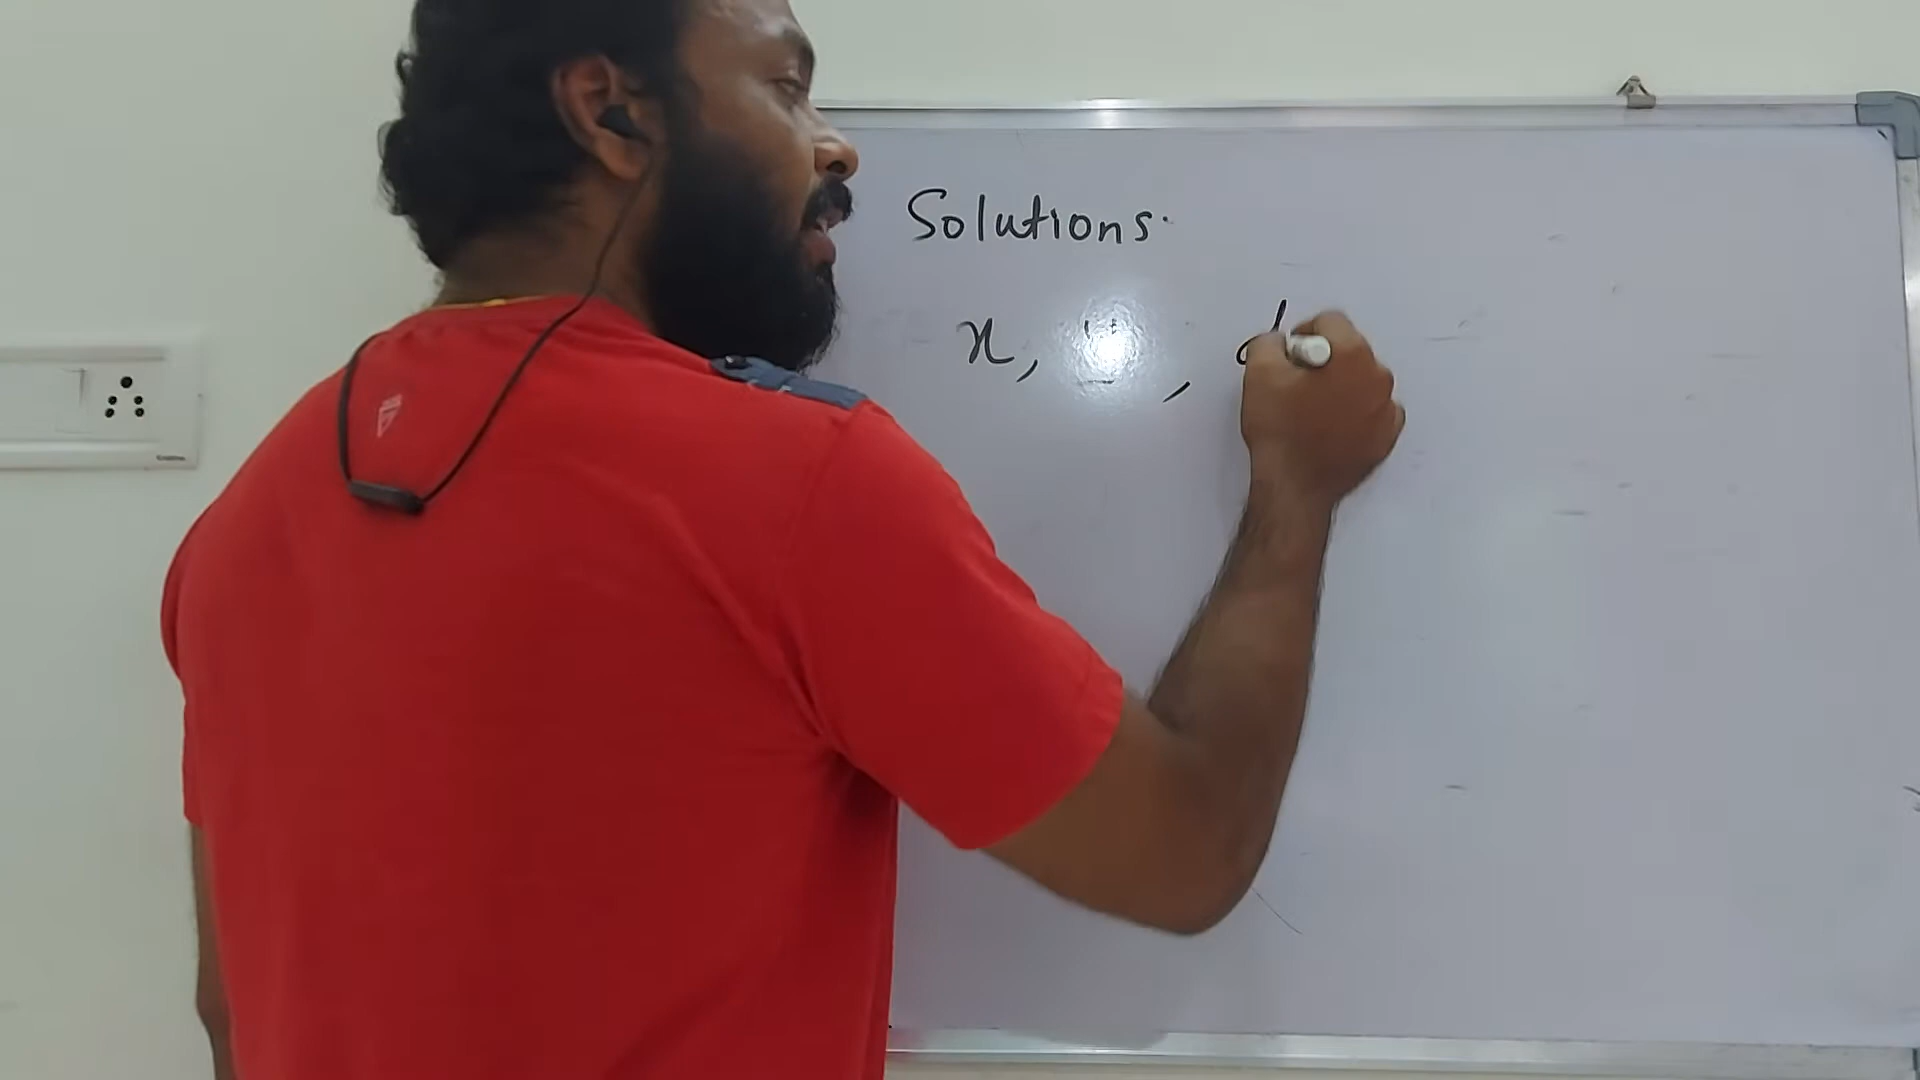 Solutions.
x, , d